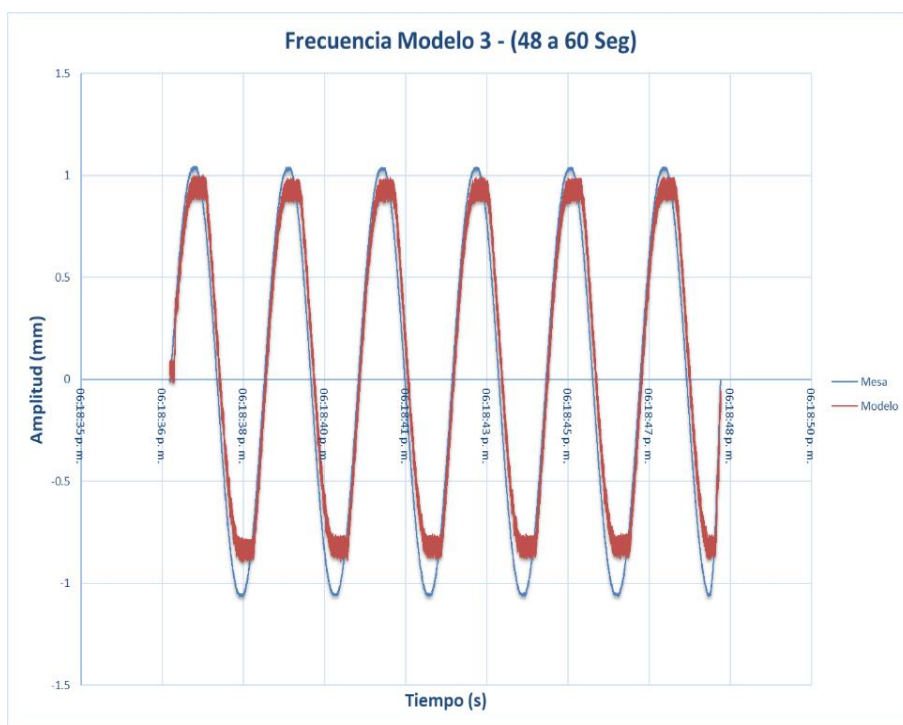 Frecuencia Modelo 3 - (48 a 60 Seg)
1.5
1
0.5
0
-0.5
-1
-1.5
Amplitud (mm)
06:18:35 p. m.
06:18:36 p. m.
06:18:38 p. m.
06:18:40 p. m.
06:18:41 p. m.
06:18:43 p. m.
06:18:45 p. m.
06:18:47 p. m.
06:18:48 p. m.
06:18:50 p. m.
Tiempo (s)
Mesa
Modelo